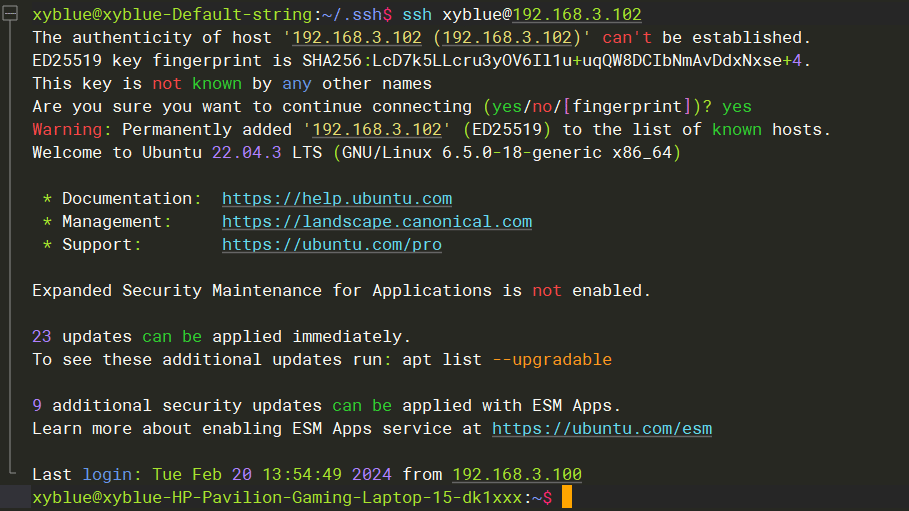 xyblue@xyblue-Default-string:~/.ssh$ ssh xyblue@192.168.3.102
The authenticity of host '192.168.3.102 (192.168.3.102)' can't be established.
ED25519 key fingerprint is SHA256:LcD7k5LLcru3yOV6Il1u+uqQW8DCIbNmAvDdxNxse+4.
This key is not known by any other names
Are you sure you want to continue connecting (yes/no/[fingerprint])? yes
Warning: Permanently added '192.168.3.102' (ED25519) to the list of known hosts.
Welcome to Ubuntu 22.04.3 LTS (GNU/Linux 6.5.0-18-generic x86_64)
* Documentation:  https://help.ubuntu.com
* Management:     https://landscape.canonical.com
* Support:        https://ubuntu.com/pro
Expanded Security Maintenance for Applications is not enabled.
23 updates can be applied immediately.
To see these additional updates run: apt list --upgradable
9 additional security updates can be applied with ESM Apps.
Learn more about enabling ESM Apps service at https://ubuntu.com/esm
Last login: Tue Feb 20 13:54:49 2024 from 192.168.3.100
xyblue@xyblue-HP-Pavilion-Gaming-Laptop-15-dk1xxx:~$